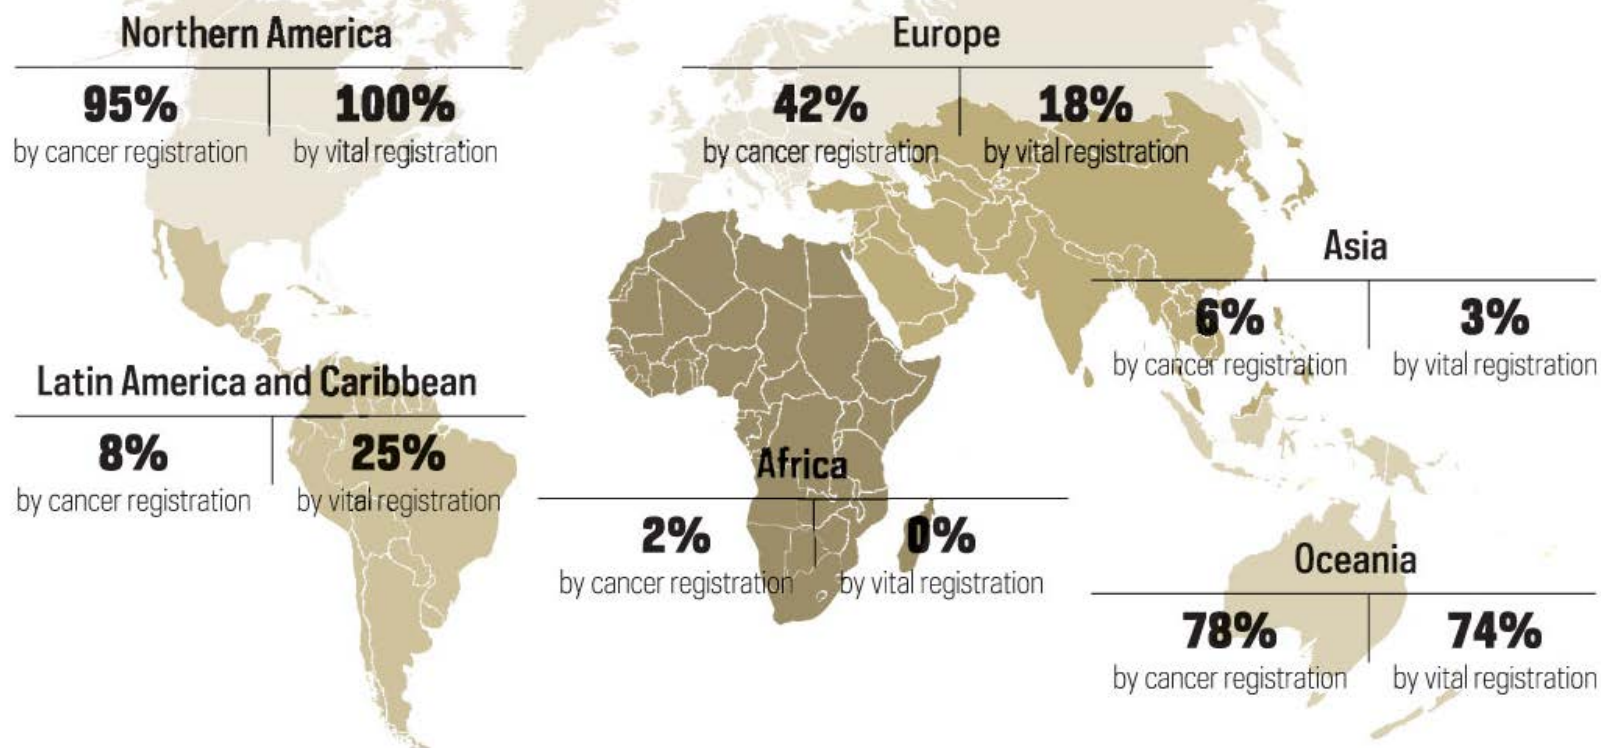 Northern America
95% 100%
by cancer registration by vital registration
Europe
42% 18%
by cancer registration by vital registration
Asia
6% 3%
by cancer registration by vital registration
Latin America and Caribbean
8% 25%
by cancer registration by vital registration
Africa
2% 0%
by cancer registration by vital registration
Oceania
78% 74%
by cancer registration by vital registration